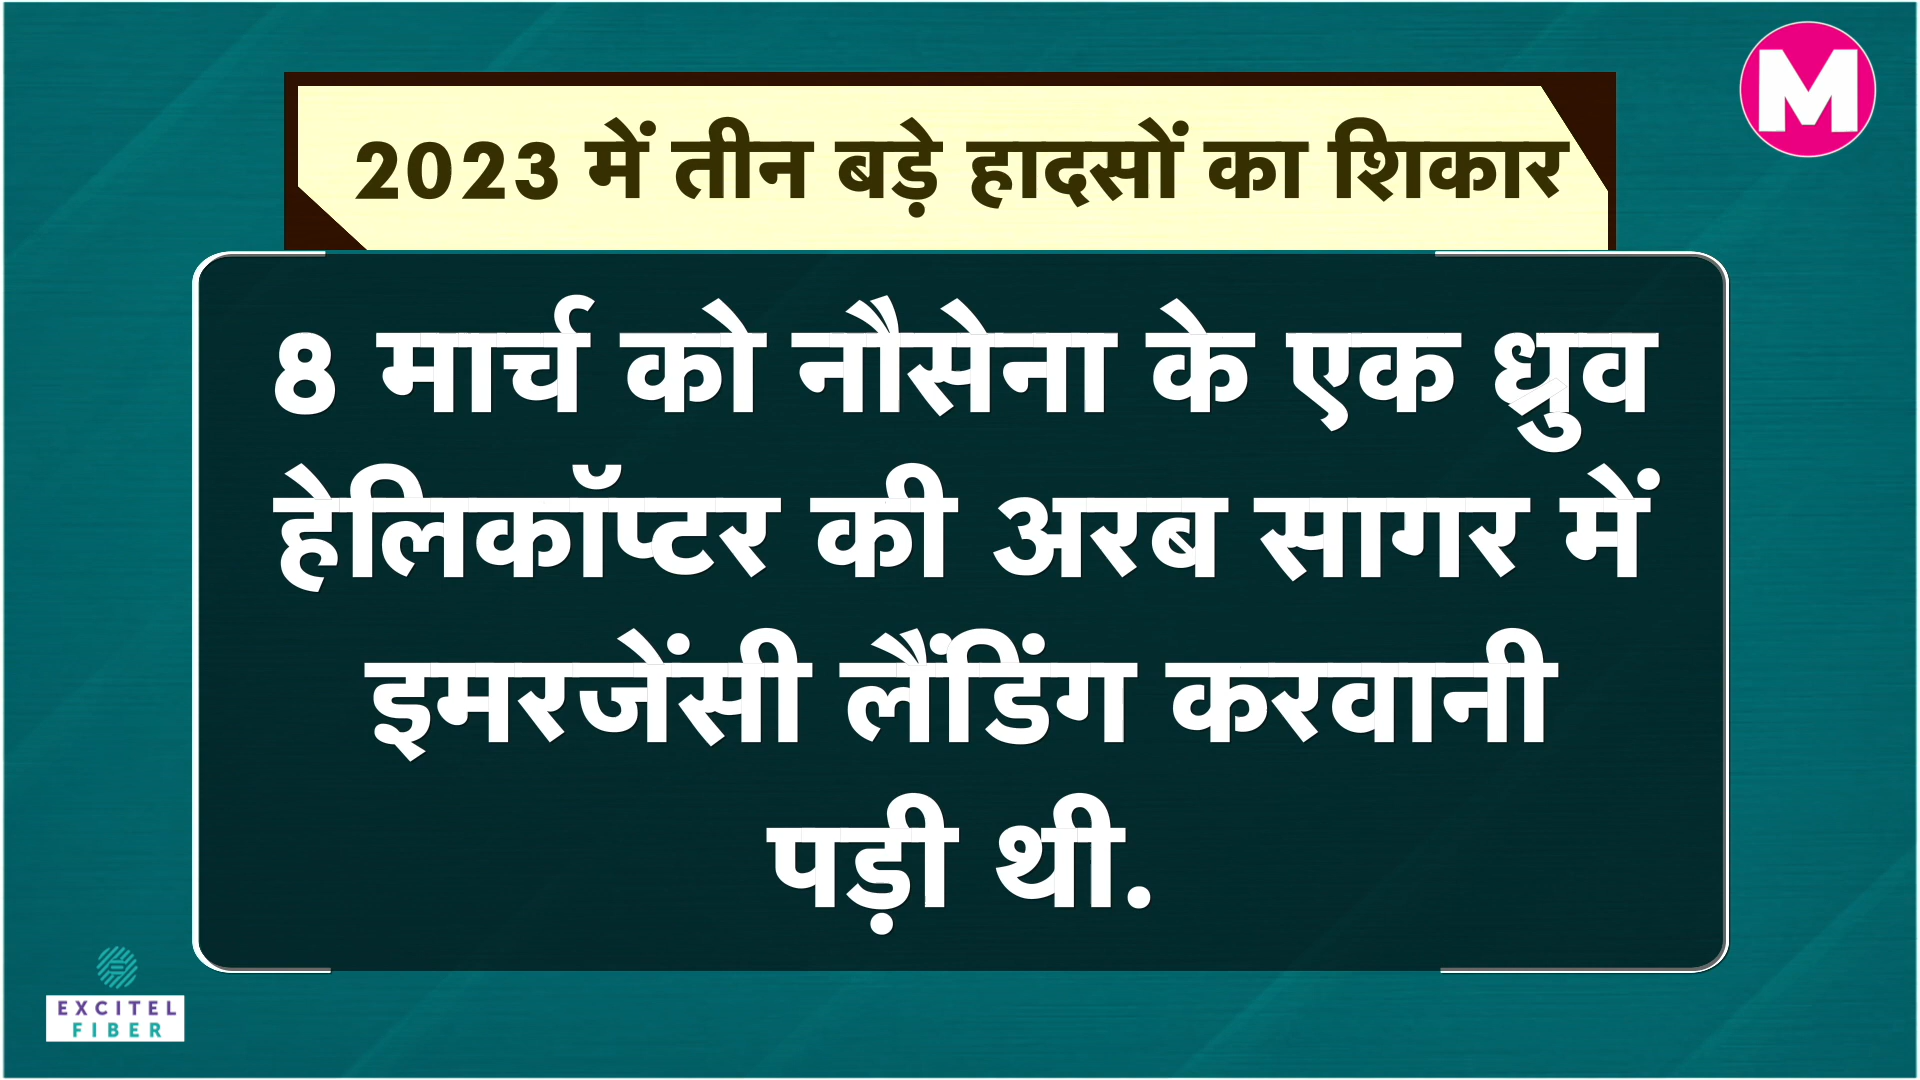 M
2023 में तीन बड़े हादसों का शिकार
8 मार्च को नौसेना के एक ध्रुव
हेलिकॉप्टर की अरब सागर में
इमरजेंसी लैंडिंग करवानी
पड़ी थी.
EXCITEL
FIBER